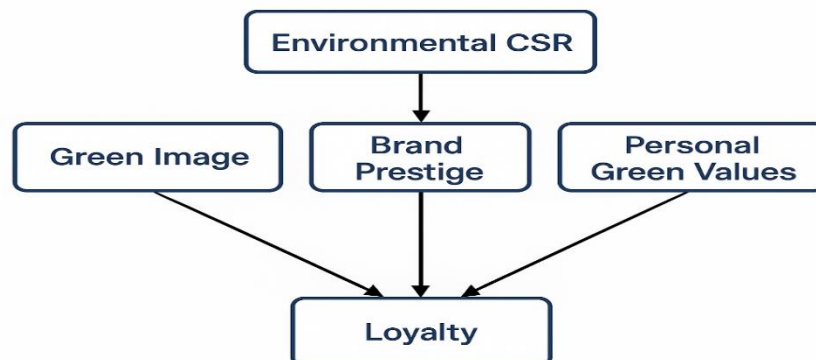 Environmental CSR
Green Image
Brand
Prestige
Personal
Green Values
Loyalty